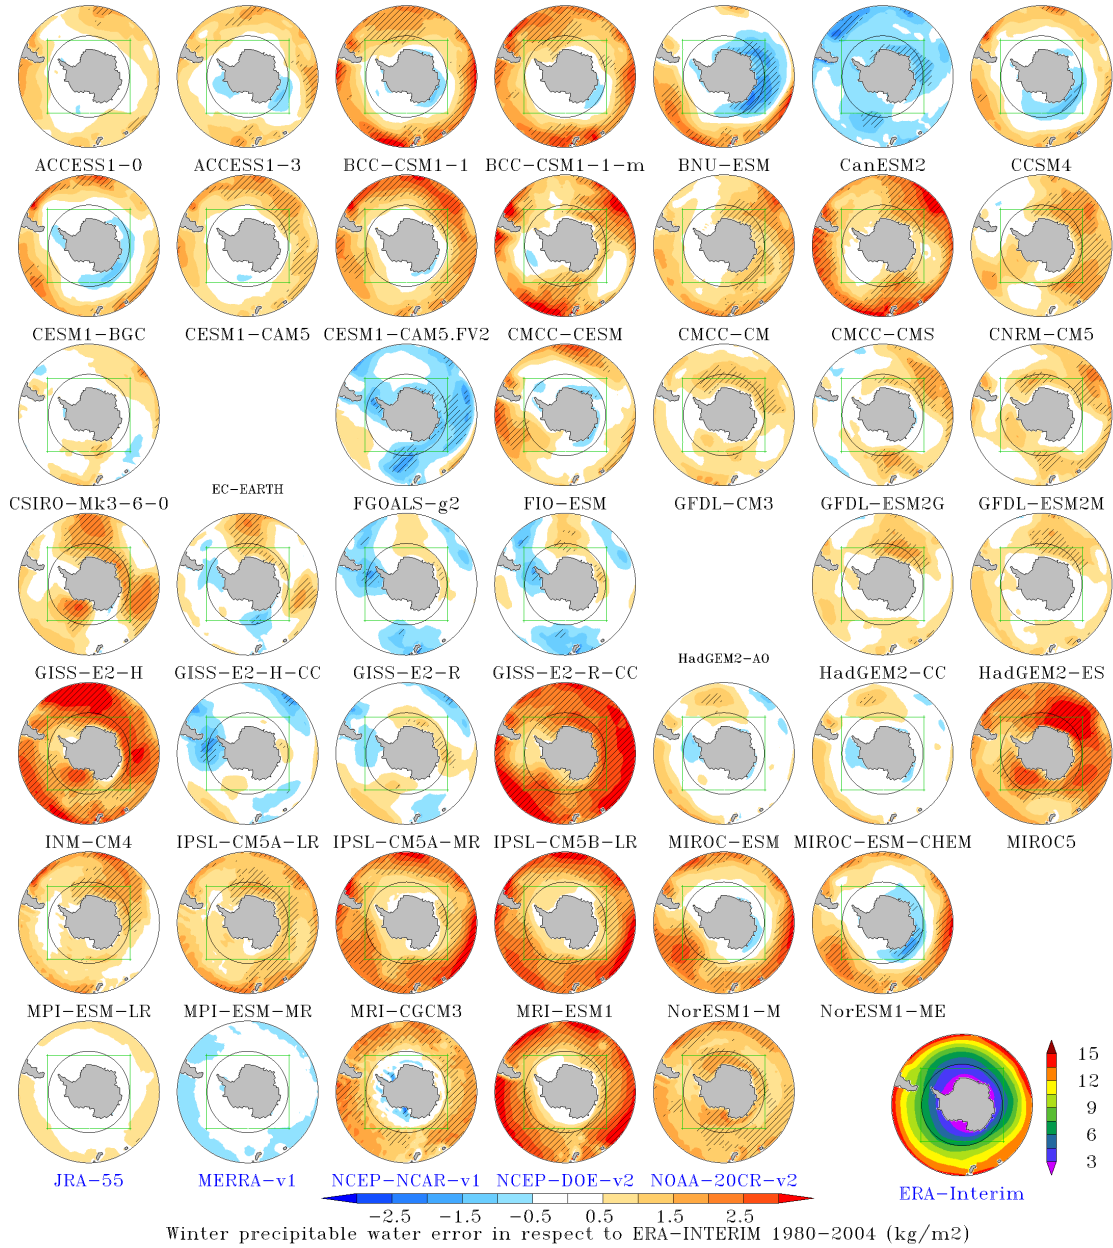 ACCESS1-0 ACCESS1-3 BCC-CSM1-1 BCC-CSM1-1-m BNU-ESM CanESM2 CCSM4
CESM1-BGC CESM1-CAM5 CESM1-CAM5.FV2 CMCC-CESM CMCC-CM CMCC-CMS CNRM-CM5
CSIRO-Mk3-6-0 EC-EARTH FGOALS-g2 FIO-ESM GFDL-CM3 GFDL-ESM2G GFDL-ESM2M
GISS-E2-H GISS-E2-H-CC GISS-E2-R GISS-E2-R-CC HadGEM2-AO HadGEM2-CC HadGEM2-ES
INM-CM4 IPSL-CM5A-LR IPSL-CM5A-MR IPSL-CM5B-LR MIROC-ESM MIROC-ESM-CHEM MIROC5
MPI-ESM-LR MPI-ESM-MR MRI-CGCM3 MRI-ESM1 NorESM1-M NorESM1-ME
15
12
9
6
3
JRA-55 MERRA-v1 NCEP-NCAR-v1 NCEP-DOE-v2 NOAA-20CR-v2 ERA-Interim
-2.5 -1.5 -0.5 0.5 1.5 2.5
Winter precipitable water error in respect to ERA-INTERIM 1980-2004 (kg/m2)